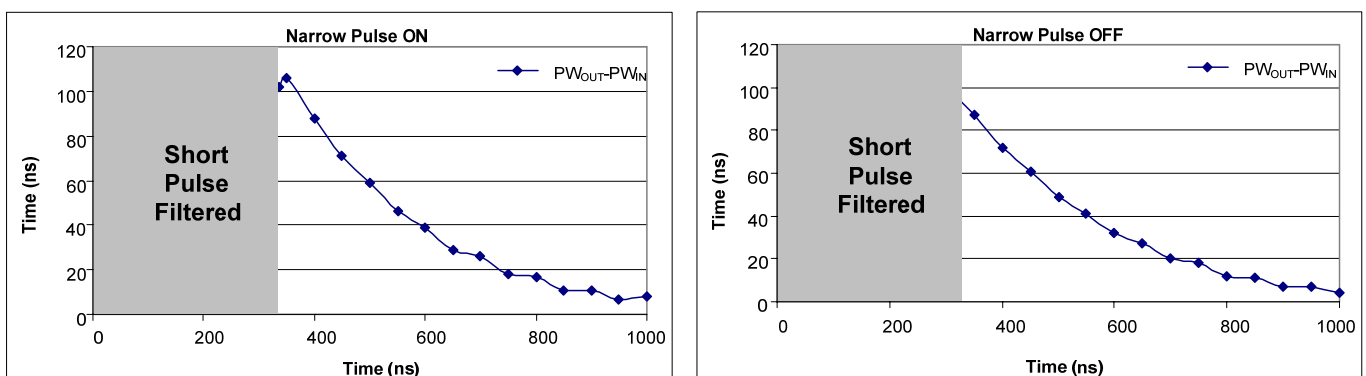 Narrow Pulse ON
120
100
80
60
40
20
0
Time (ns)
Short
Pulse
Filtered
PWOUT-PWIN
0 200 400 600 800 1000
Time (ns)
Narrow Pulse OFF
120
100
80
60
40
20
0
Time (ns)
Short
Pulse
Filtered
PWOUT-PWIN
0 200 400 600 800 1000
Time (ns)